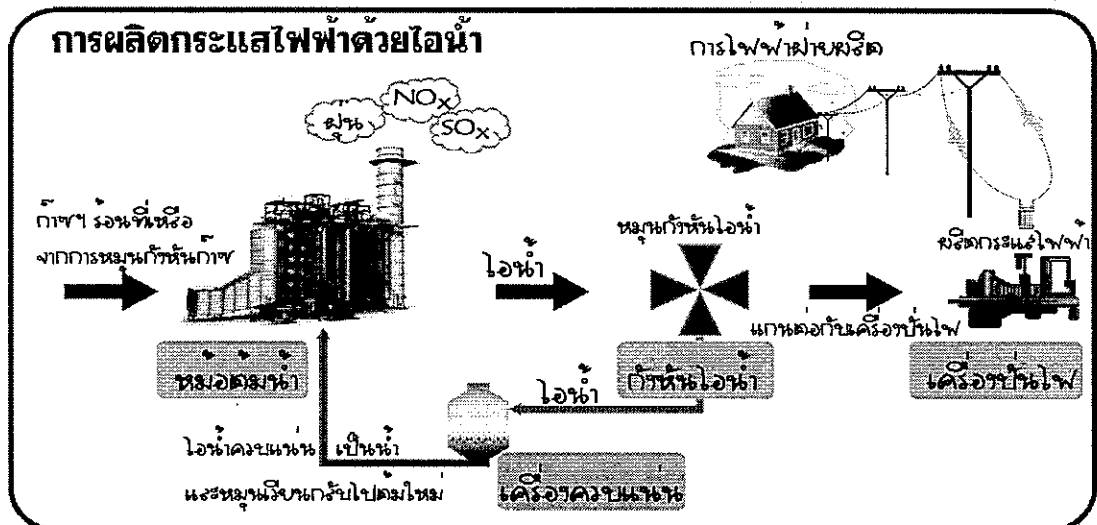 การผลิตกระแสไฟฟ้าด้วยไอน้ำ
การไฟฟ้าฝ่ายผลิต
ฝุ่น
NOx
SOx
ก๊าซฯ ร้อนที่เหลือ
จากการหมุนกังหันก๊าซ
ไอน้ำ
หมุนกังหันไอน้ำ
ผลิตกระแสไฟฟ้า
แกนต่อกับเครื่องปั่นไฟ
หม้อต้มน้ำ
ไอน้ำ
กังหันไอน้ำ
เครื่องปั่นไฟ
ไอน้ำควบแน่น เป็นน้ำ
และหมุนเวียนกลับไปต้มใหม่
เครื่องควบแน่น